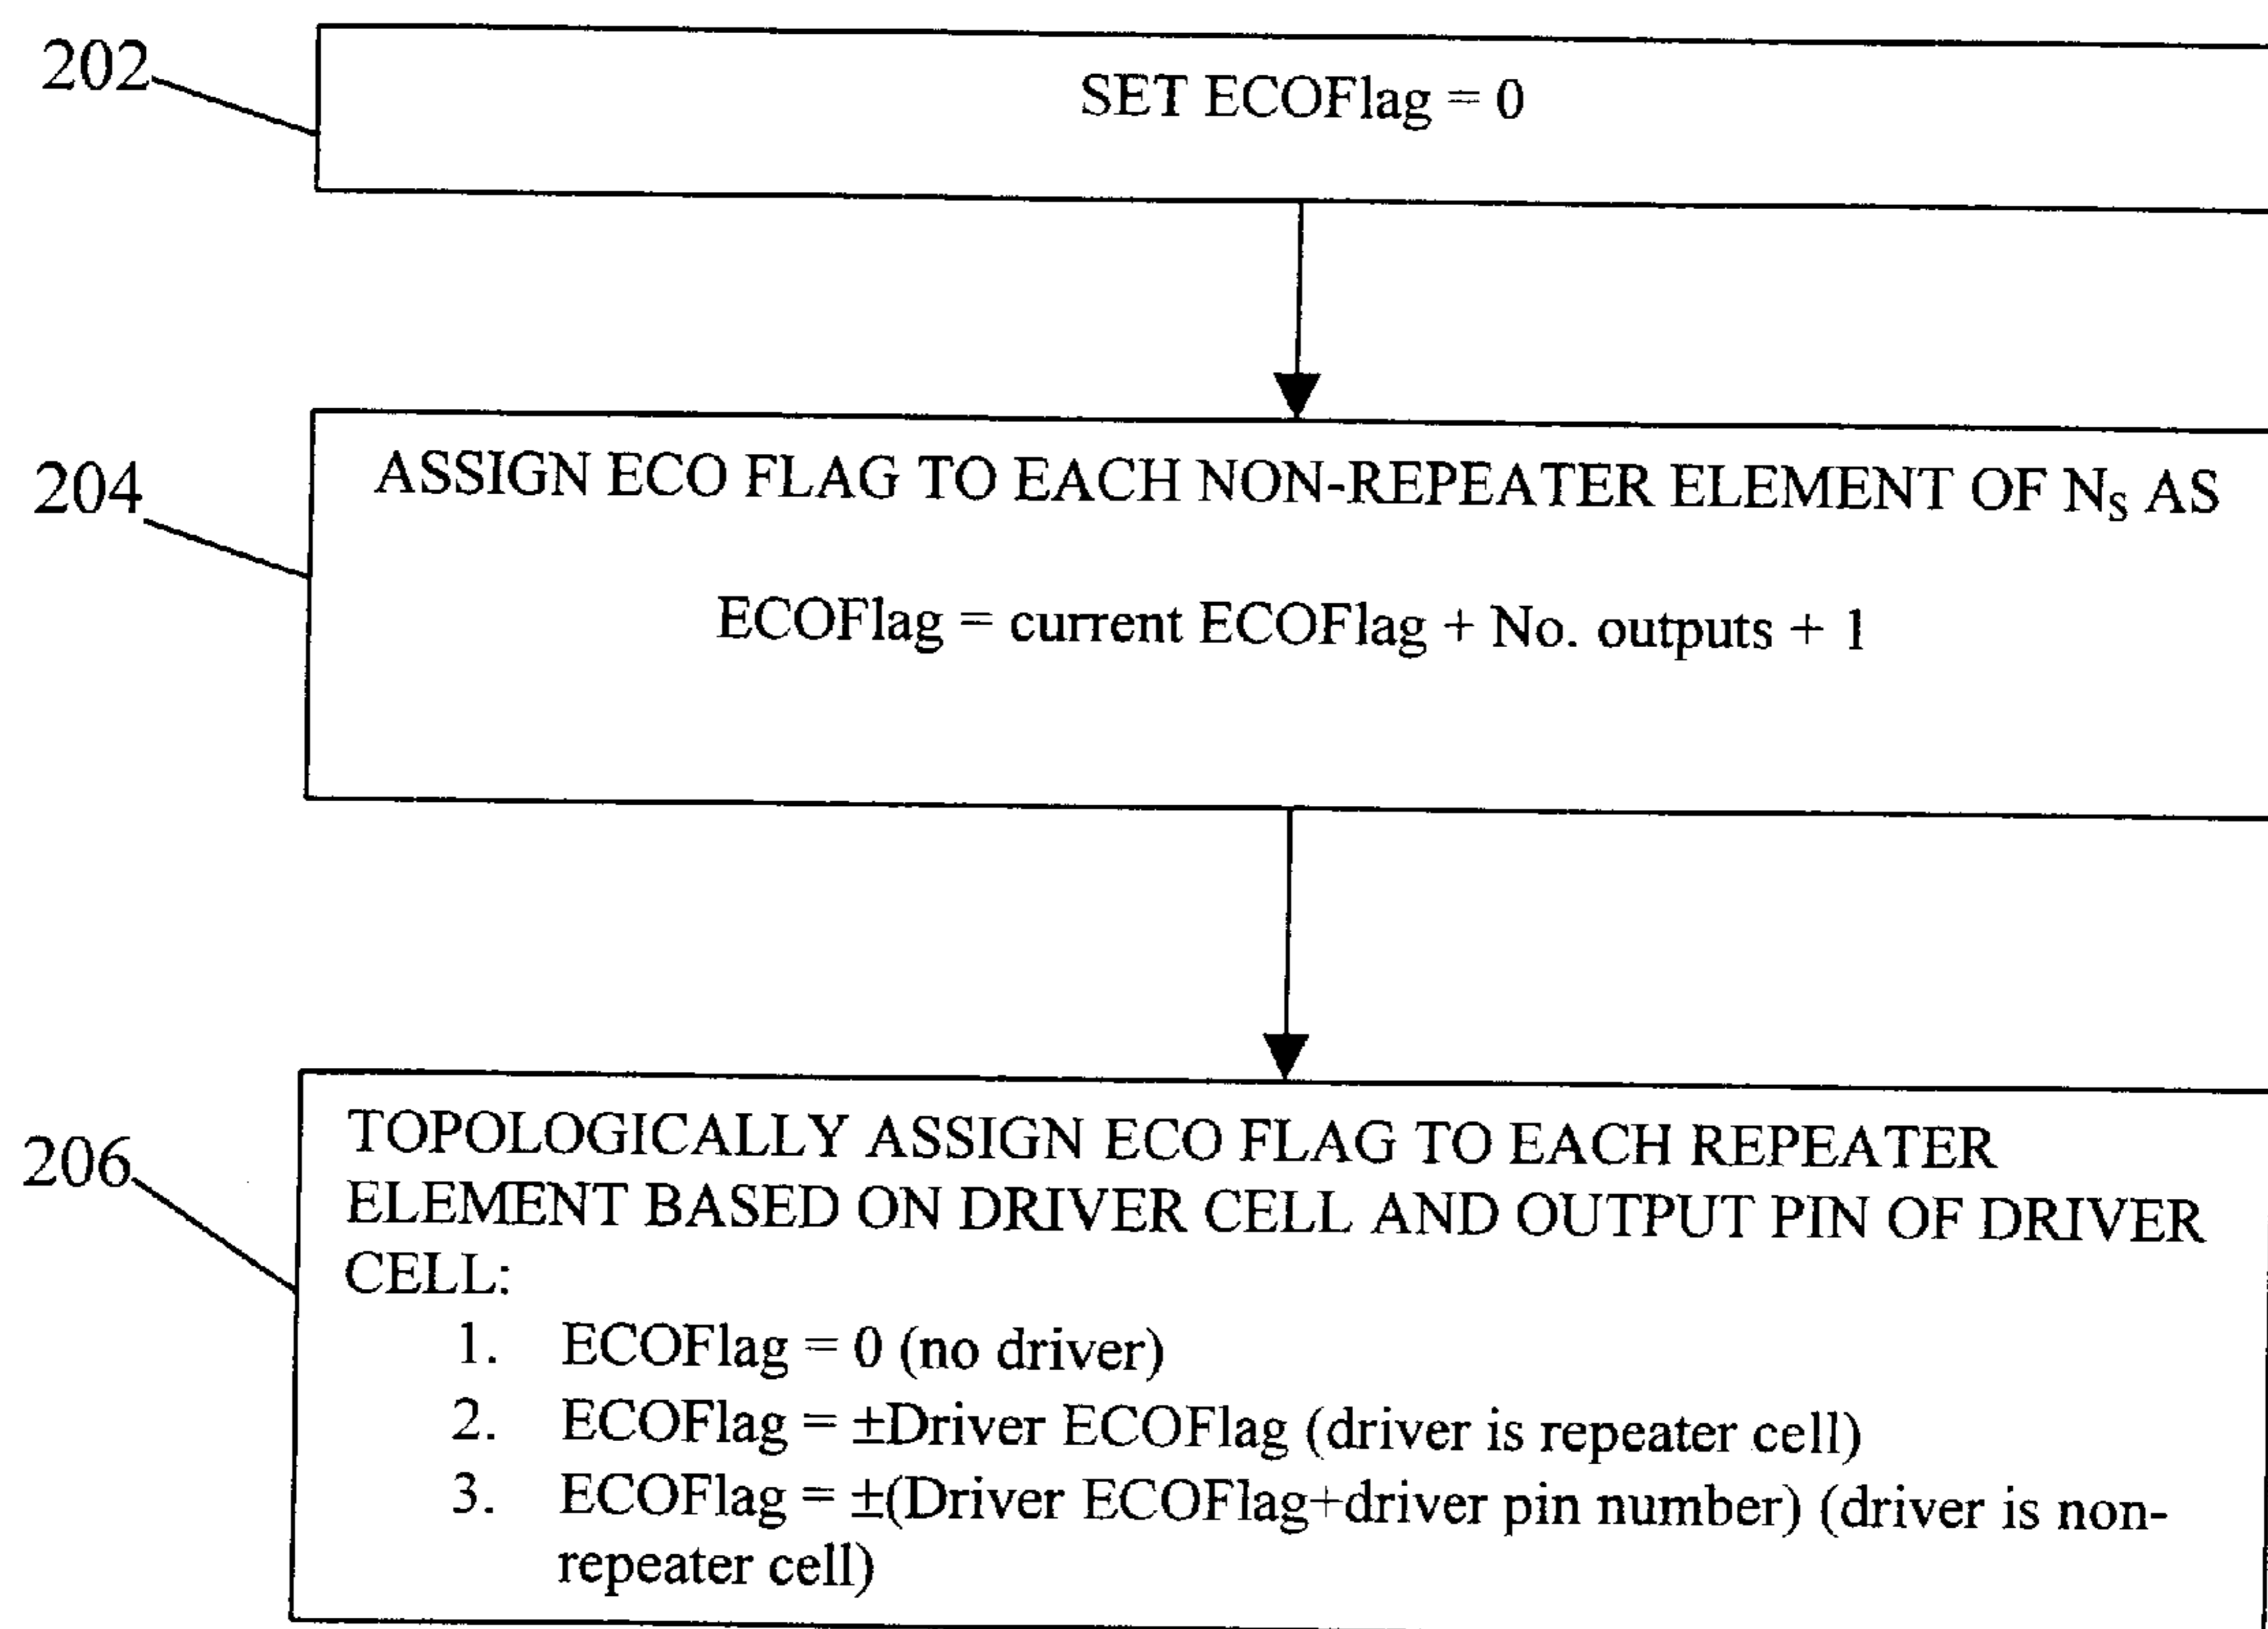 202
SET ECOFlag = 0
204
ASSIGN ECO FLAG TO EACH NON-REPEATER ELEMENT OF NS AS
ECOFlag = current ECOFlag + No. outputs + 1
206
TOPOLOGICALLY ASSIGN ECO FLAG TO EACH REPEATER
ELEMENT BASED ON DRIVER CELL AND OUTPUT PIN OF DRIVER
CELL:
1. ECOFlag = 0 (no driver)
2. ECOFlag = ±Driver ECOFlag (driver is repeater cell)
3. ECOFlag = ±(Driver ECOFlag+driver pin number) (driver is non-
repeater cell)